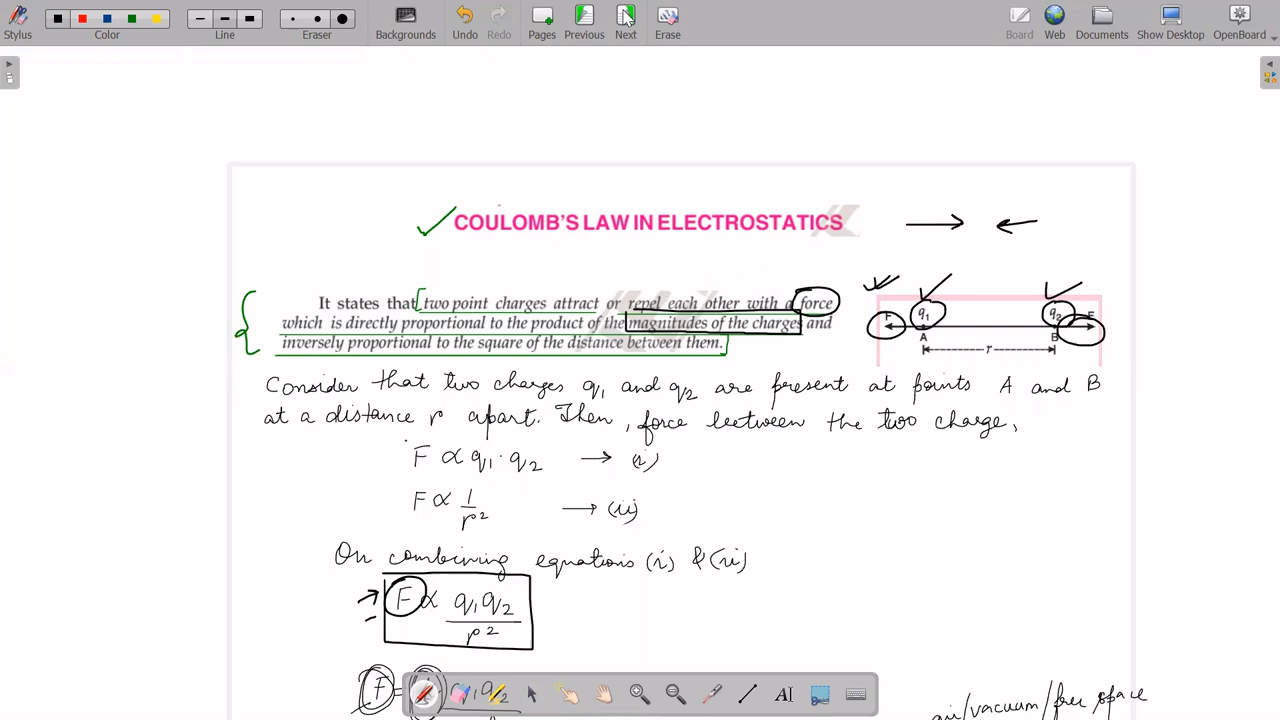 Stylus
Color
Line
Eraser
Backgrounds
Undo
Redo
Pages
Previous
Next
Erase
Board
Web
Documents
Show Desktop
OpenBoard
COULOMB'S LAW IN ELECTROSTATICS
It states that two point charges attract or repel each other with a force
which is directly proportional to the product of the magnitudes of the charges and
inversely proportional to the square of the distance between them.
F q₁ q₂ F
A B
r
Consider that two charges q₁ and q₂ are present at points A and B
at a distance r apart. Then, force between the two charge,
F ∝ q₁·q₂ → (i)
F ∝ 1/r² → (ii)
On combining equations (i) & (ii)
F ∝ q₁q₂/r²
F = q₁q₂
air/vacuum/free space
AI